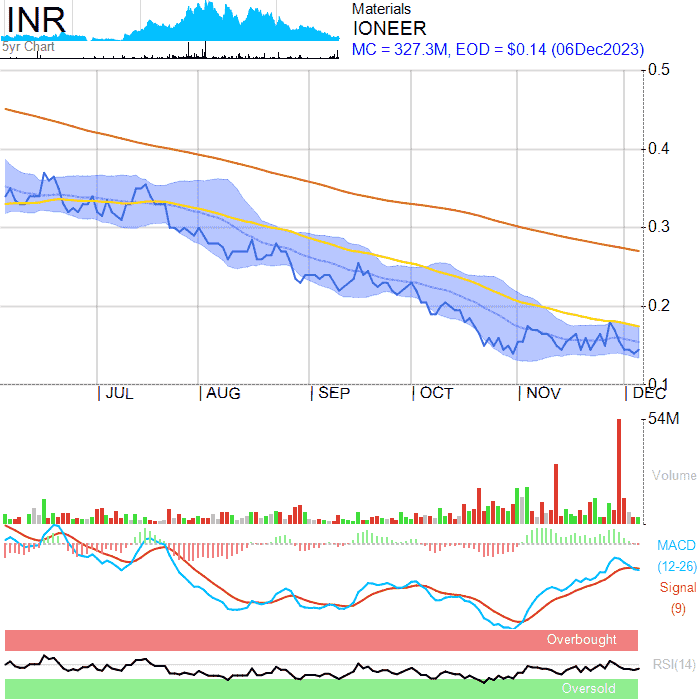 INR
5yr Chart
Materials
IONEER
MC = 327.3M, EOD = $0.14 (06Dec2023)
0.5
0.4
0.3
0.2
0.1
JUL
AUG
SEP
OCT
NOV
DEC
54M
Volume
MACD
(12-26)
Signal
(9)
Overbought
RSI(14)
Oversold